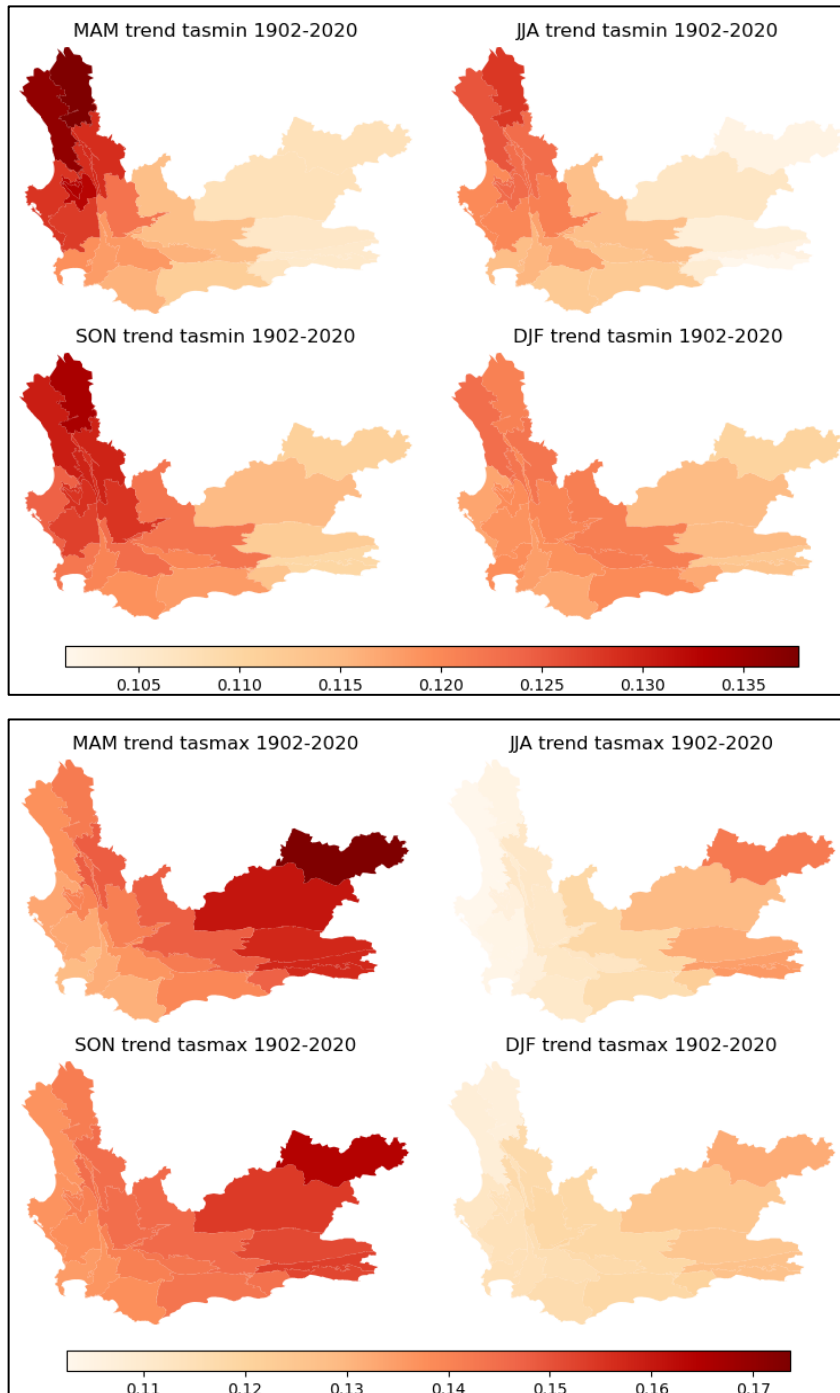 MAM trend tasmin 1902-2020 JJA trend tasmin 1902-2020
SON trend tasmin 1902-2020 DJF trend tasmin 1902-2020
0.105 0.110 0.115 0.120 0.125 0.130 0.135
MAM trend tasmax 1902-2020 JJA trend tasmax 1902-2020
SON trend tasmax 1902-2020 DJF trend tasmax 1902-2020
0.11 0.12 0.13 0.14 0.15 0.16 0.17